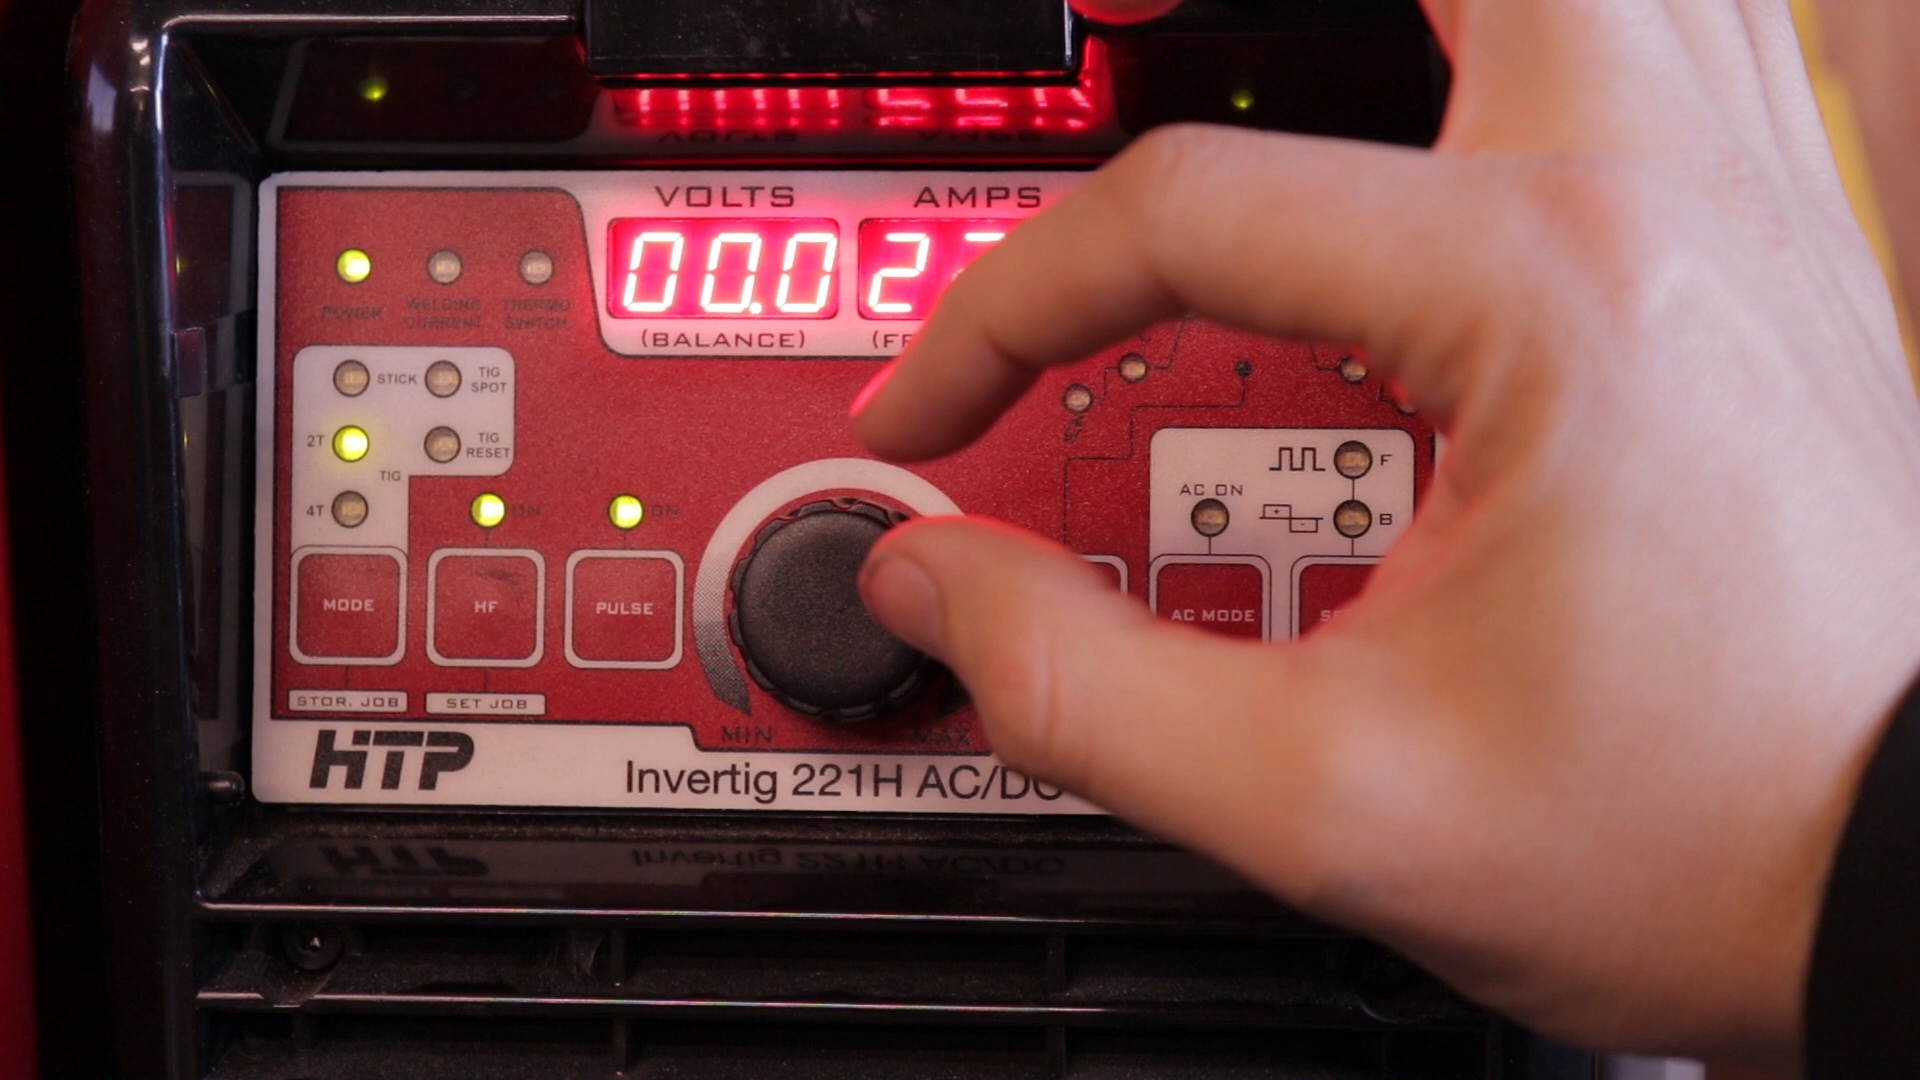 VOLTS AMPS
00.0 2
(BALANCE) (F
POWER WELDING CURRENT THERMO SWITCH
STICK TIG SPOT
2T TIG RESET
TIG
4T ON ON
AC ON F
B
MODE HF PULSE AC MODE
STOR. JOB SET JOB
MIN MAX
HTP Invertig 221H AC/DC